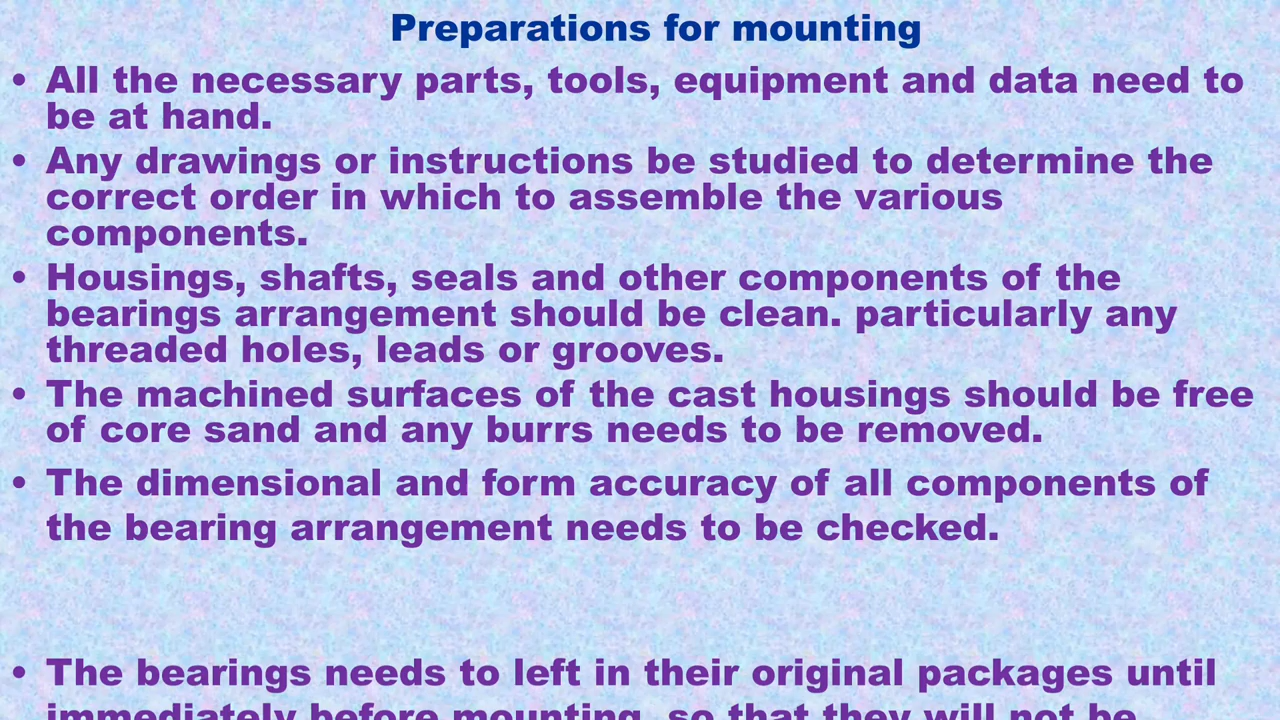 Preparations for mounting
• All the necessary parts, tools, equipment and data need to
be at hand.
• Any drawings or instructions be studied to determine the
correct order in which to assemble the various
components.
• Housings, shafts, seals and other components of the
bearings arrangement should be clean. particularly any
threaded holes, leads or grooves.
• The machined surfaces of the cast housings should be free
of core sand and any burrs needs to be removed.
• The dimensional and form accuracy of all components of
the bearing arrangement needs to be checked.
• The bearings needs to left in their original packages until
immediately before mounting, so that they will not be